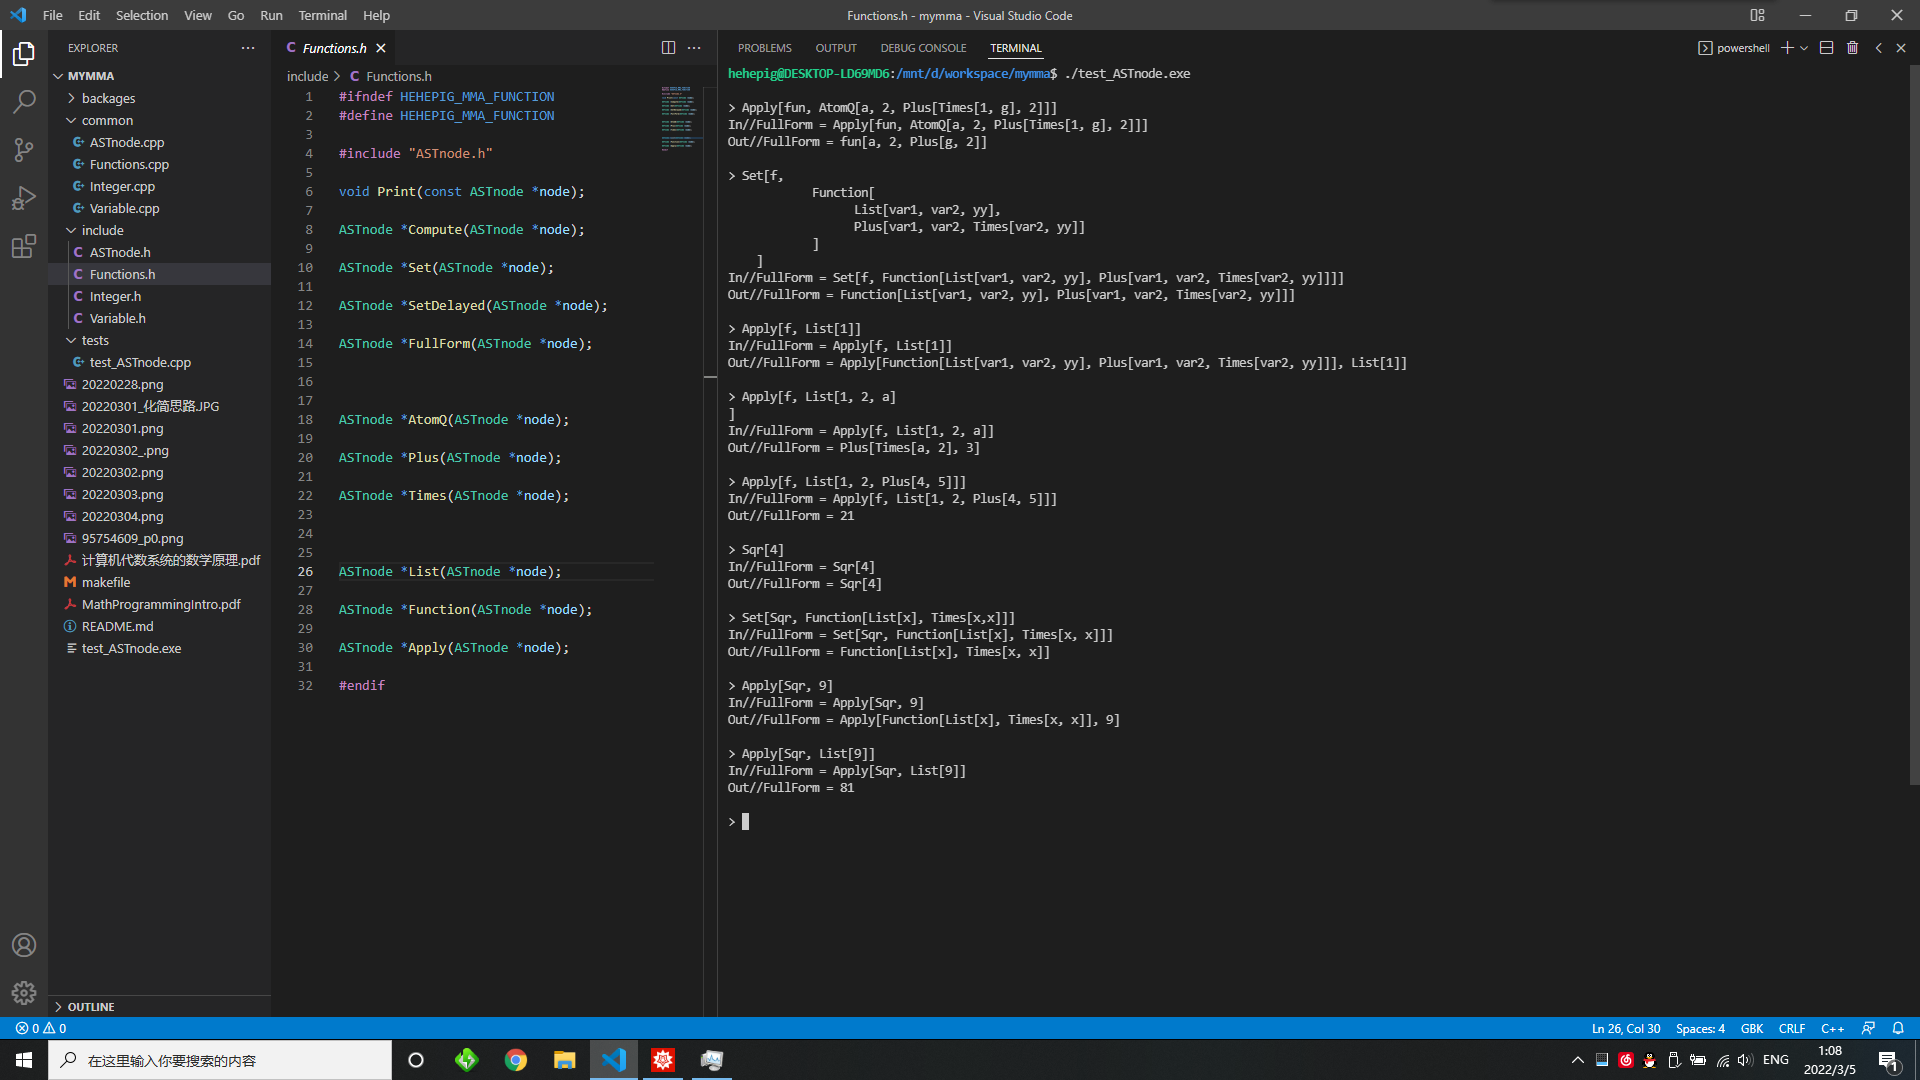 File Edit Selection View Go Run Terminal Help
Functions.h - mymma - Visual Studio Code
EXPLORER
MYMMA
backages
common
ASTnode.cpp
Functions.cpp
Integer.cpp
Variable.cpp
include
ASTnode.h
Functions.h
Integer.h
Variable.h
tests
test_ASTnode.cpp
20220228.png
20220301_化简思路.JPG
20220301.png
20220302_.png
20220302.png
20220303.png
20220304.png
95754609_p0.png
计算机代数系统的数学原理.pdf
makefile
MathProgrammingIntro.pdf
README.md
test_ASTnode.exe
OUTLINE
Functions.h
include > C Functions.h
1 #ifndef HEHEPIG_MMA_FUNCTION
2 #define HEHEPIG_MMA_FUNCTION
3
4 #include "ASTnode.h"
5
6 void Print(const ASTnode *node);
7
8 ASTnode *Compute(ASTnode *node);
9
10 ASTnode *Set(ASTnode *node);
11
12 ASTnode *SetDelayed(ASTnode *node);
13
14 ASTnode *FullForm(ASTnode *node);
15
16
17
18 ASTnode *AtomQ(ASTnode *node);
19
20 ASTnode *Plus(ASTnode *node);
21
22 ASTnode *Times(ASTnode *node);
23
24
25
26 ASTnode *List(ASTnode *node);
27
28 ASTnode *Function(ASTnode *node);
29
30 ASTnode *Apply(ASTnode *node);
31
32 #endif
PROBLEMS OUTPUT DEBUG CONSOLE TERMINAL
powershell
hehepig@DESKTOP-LD69MD6:/mnt/d/workspace/mymma$ ./test_ASTnode.exe
> Apply[fun, AtomQ[a, 2, Plus[Times[1, g], 2]]]
In//FullForm = Apply[fun, AtomQ[a, 2, Plus[Times[1, g], 2]]]
Out//FullForm = fun[a, 2, Plus[g, 2]]
> Set[f,
Function[
List[var1, var2, yy],
Plus[var1, var2, Times[var2, yy]]
]
]
In//FullForm = Set[f, Function[List[var1, var2, yy], Plus[var1, var2, Times[var2, yy]]]]
Out//FullForm = Function[List[var1, var2, yy], Plus[var1, var2, Times[var2, yy]]]
> Apply[f, List[1]]
In//FullForm = Apply[f, List[1]]
Out//FullForm = Apply[Function[List[var1, var2, yy], Plus[var1, var2, Times[var2, yy]]], List[1]]
> Apply[f, List[1, 2, a]
]
In//FullForm = Apply[f, List[1, 2, a]]
Out//FullForm = Plus[Times[a, 2], 3]
> Apply[f, List[1, 2, Plus[4, 5]]]
In//FullForm = Apply[f, List[1, 2, Plus[4, 5]]]
Out//FullForm = 21
> Sqr[4]
In//FullForm = Sqr[4]
Out//FullForm = Sqr[4]
> Set[Sqr, Function[List[x], Times[x,x]]]
In//FullForm = Set[Sqr, Function[List[x], Times[x, x]]]
Out//FullForm = Function[List[x], Times[x, x]]
> Apply[Sqr, 9]
In//FullForm = Apply[Sqr, 9]
Out//FullForm = Apply[Function[List[x], Times[x, x]], 9]
> Apply[Sqr, List[9]]
In//FullForm = Apply[Sqr, List[9]]
Out//FullForm = 81
>
0 0
Ln 26, Col 30 Spaces: 4 GBK CRLF C++
在这里输入你要搜索的内容
ENG
1:08
2022/3/5
1